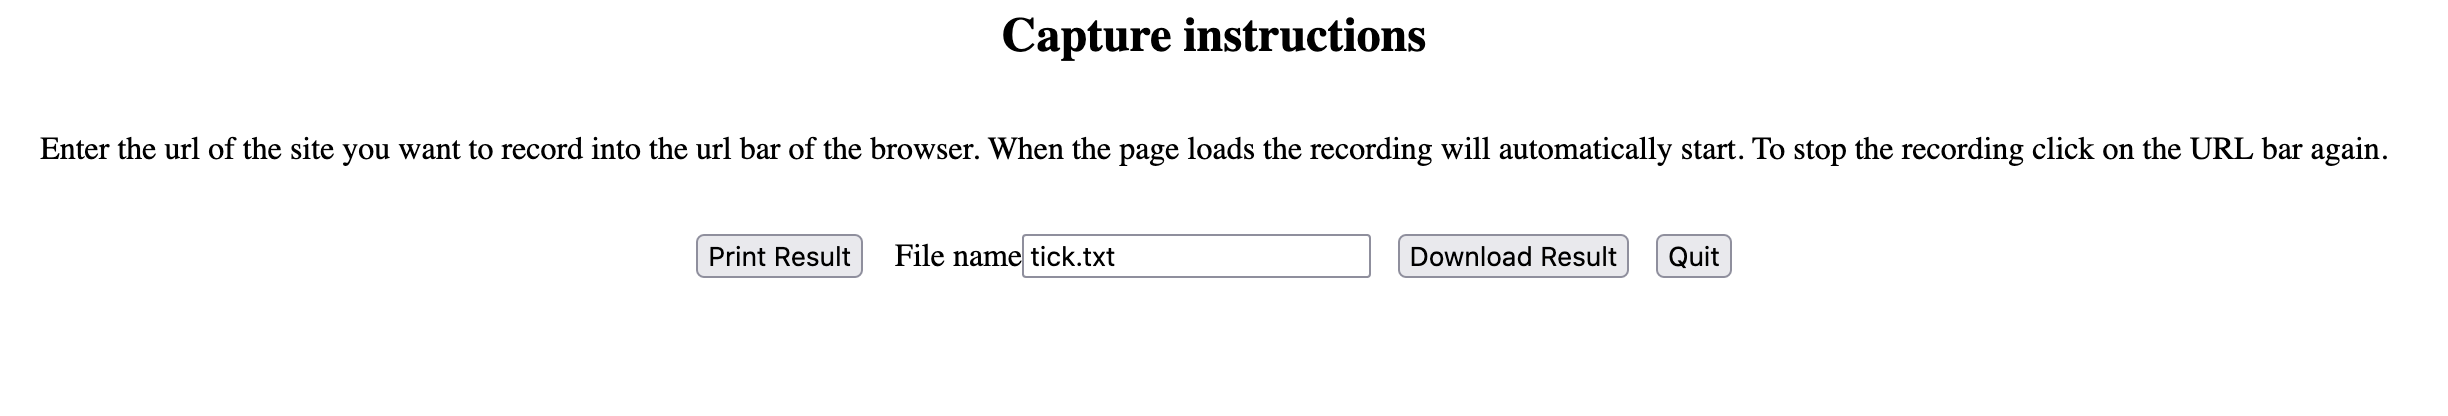 Capture instructions
Enter the url of the site you want to record into the url bar of the browser. When the page loads the recording will automatically start. To stop the recording click on the URL bar again.
Print Result File name tick.txt Download Result Quit